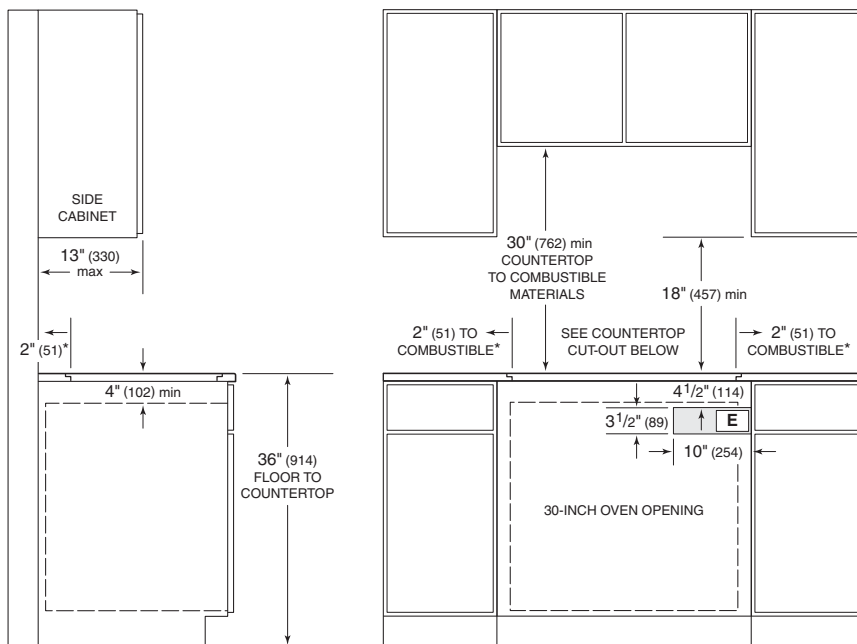 SIDE
CABINET
13" (330)
max
2" (51)*
4" (102) min
36" (914)
FLOOR TO
COUNTERTOP
30" (762) min
COUNTERTOP
TO COMBUSTIBLE
MATERIALS
18" (457) min
2" (51) TO
COMBUSTIBLE*
SEE COUNTERTOP
CUT-OUT BELOW
2" (51) TO
COMBUSTIBLE*
4 1/2" (114)
3 1/2" (89)
E
10" (254)
30-INCH OVEN OPENING